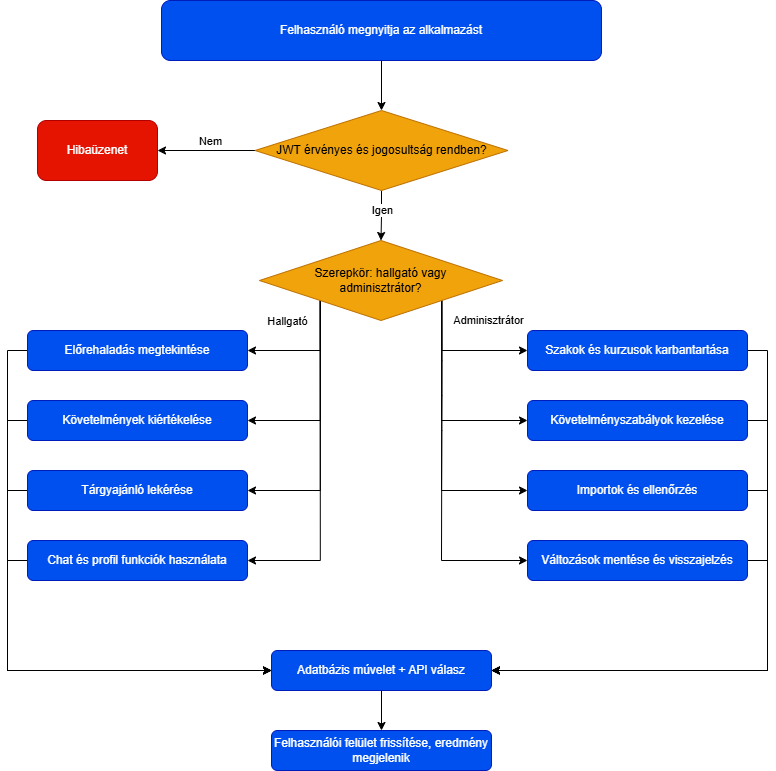 Felhasználó megnyitja az alkalmazást
JWT érvényes és jogosultság rendben?
Nem
Hibaüzenet
Igen
Szerepkör: hallgató vagy
adminisztrátor?
Hallgató
Adminisztrátor
Előrehaladás megtekintése
Szakok és kurzusok karbantartása
Követelmények kiértékelése
Követelményszabályok kezelése
Tárgyajánló lekérése
Importok és ellenőrzés
Chat és profil funkciók használata
Változások mentése és visszajelzés
Adatbázis művelet + API válasz
Felhasználói felület frissítése, eredmény
megjelenik